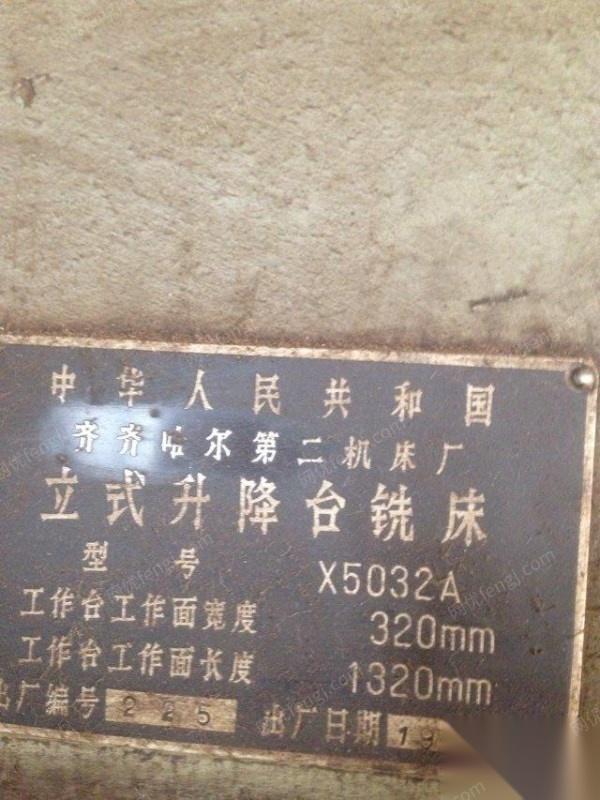 中华人民共和国
齐齐哈尔第二机床厂
立式升降台铣床
型号 X5032A
工作台工作面宽度 320mm
工作台工作面长度 1320mm
出厂编号 225 出厂日期 19